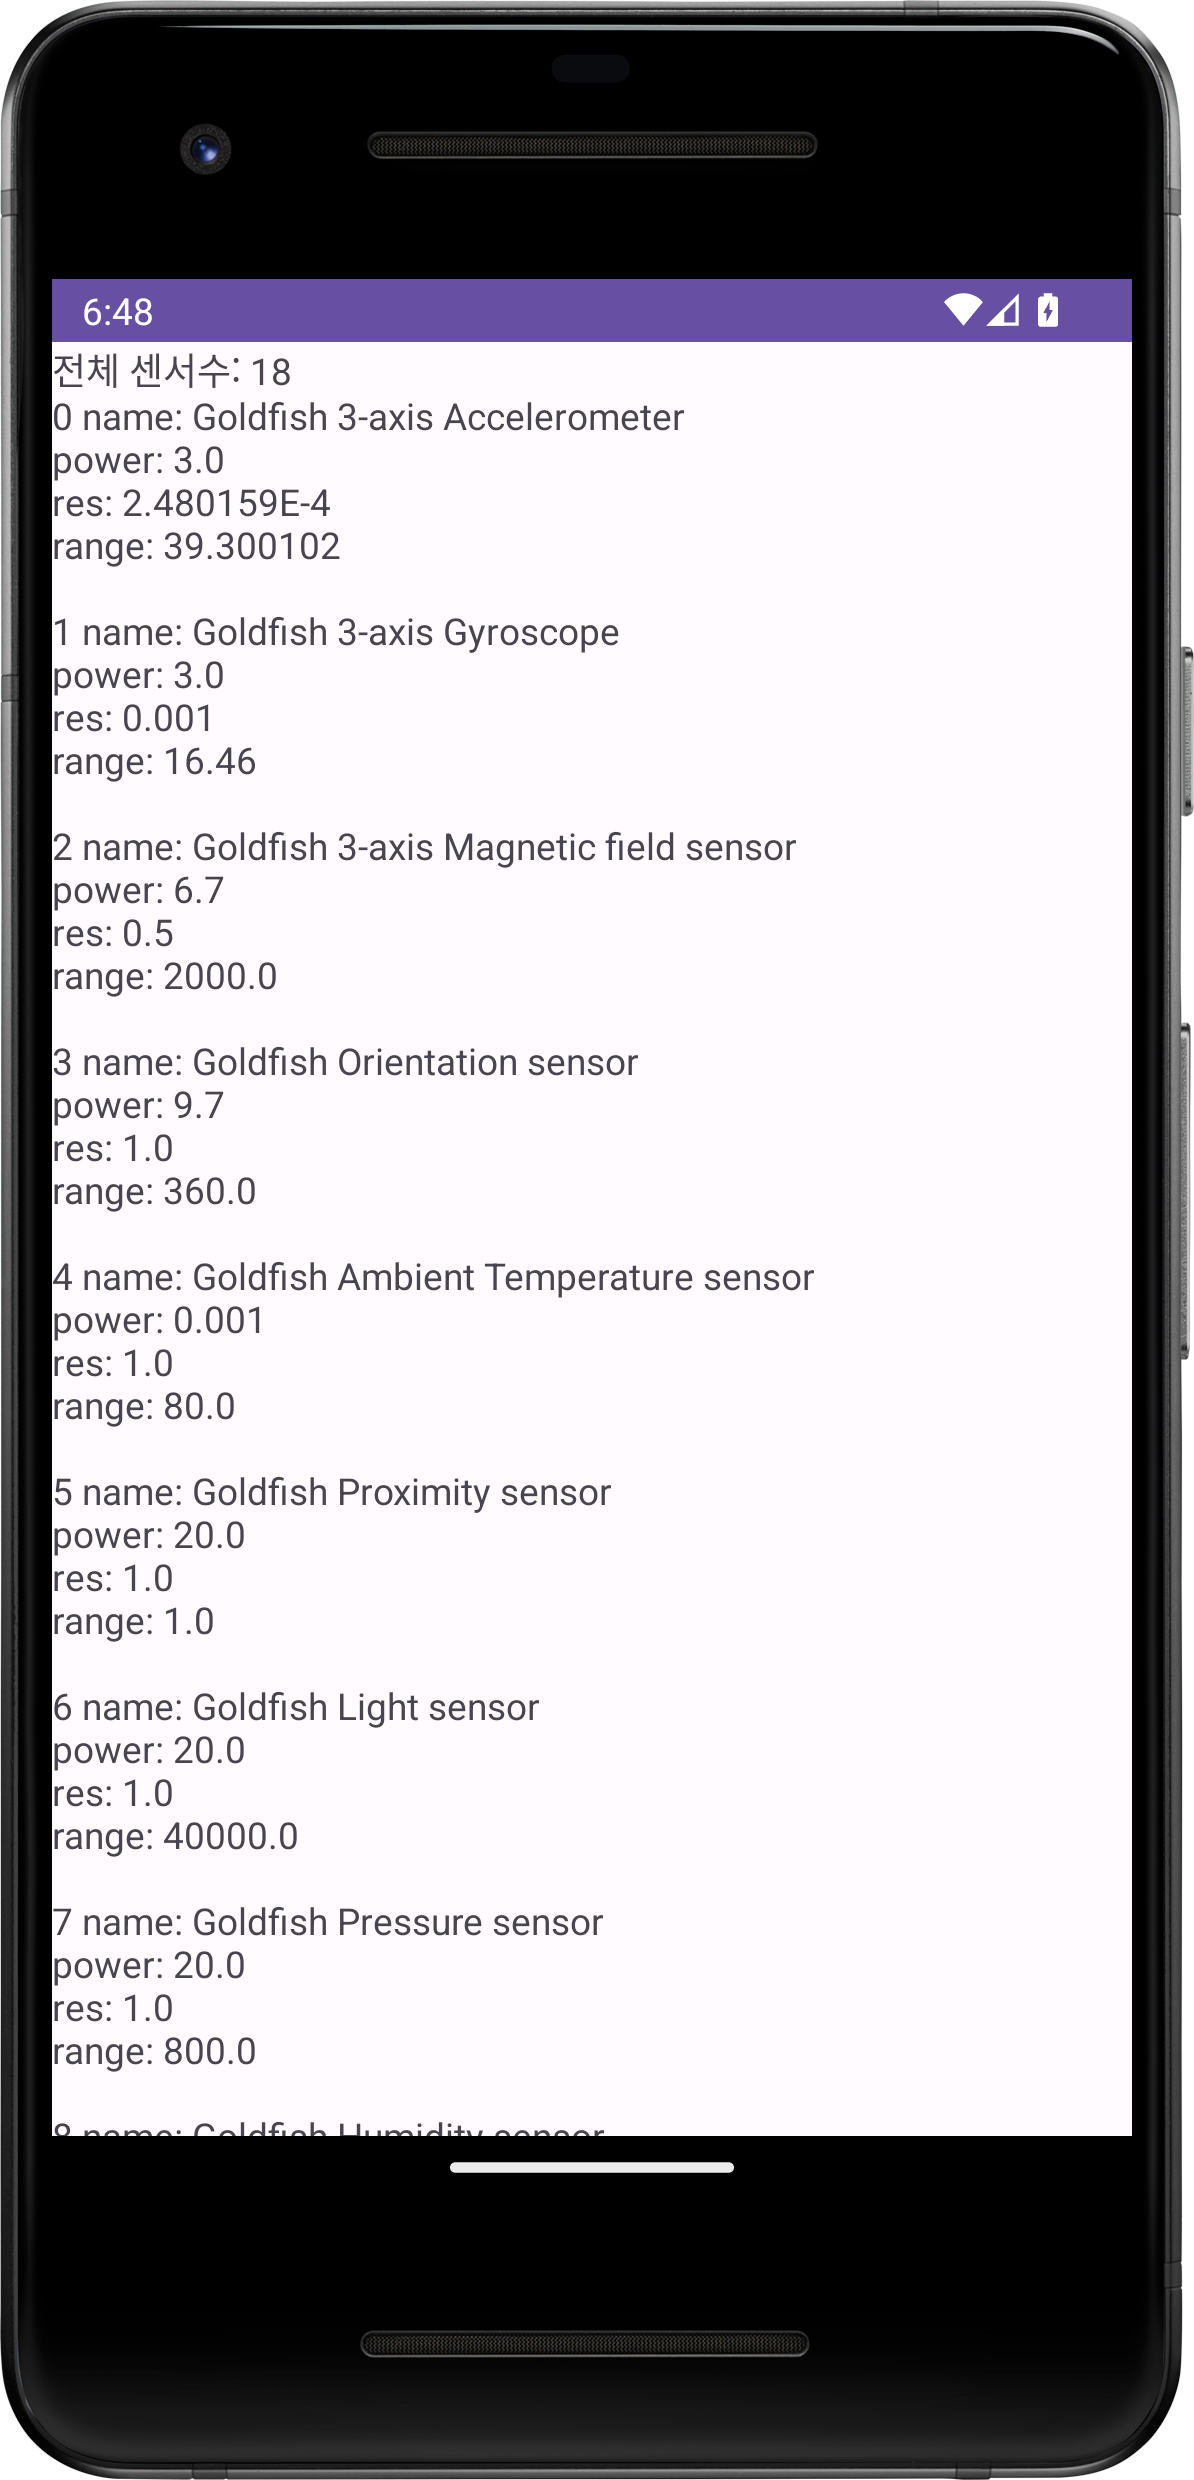 6:48
전체 센서수: 18
0 name: Goldfish 3-axis Accelerometer
power: 3.0
res: 2.480159E-4
range: 39.300102
1 name: Goldfish 3-axis Gyroscope
power: 3.0
res: 0.001
range: 16.46
2 name: Goldfish 3-axis Magnetic field sensor
power: 6.7
res: 0.5
range: 2000.0
3 name: Goldfish Orientation sensor
power: 9.7
res: 1.0
range: 360.0
4 name: Goldfish Ambient Temperature sensor
power: 0.001
res: 1.0
range: 80.0
5 name: Goldfish Proximity sensor
power: 20.0
res: 1.0
range: 1.0
6 name: Goldfish Light sensor
power: 20.0
res: 1.0
range: 40000.0
7 name: Goldfish Pressure sensor
power: 20.0
res: 1.0
range: 800.0
8 name: Goldfish Humidity sensor